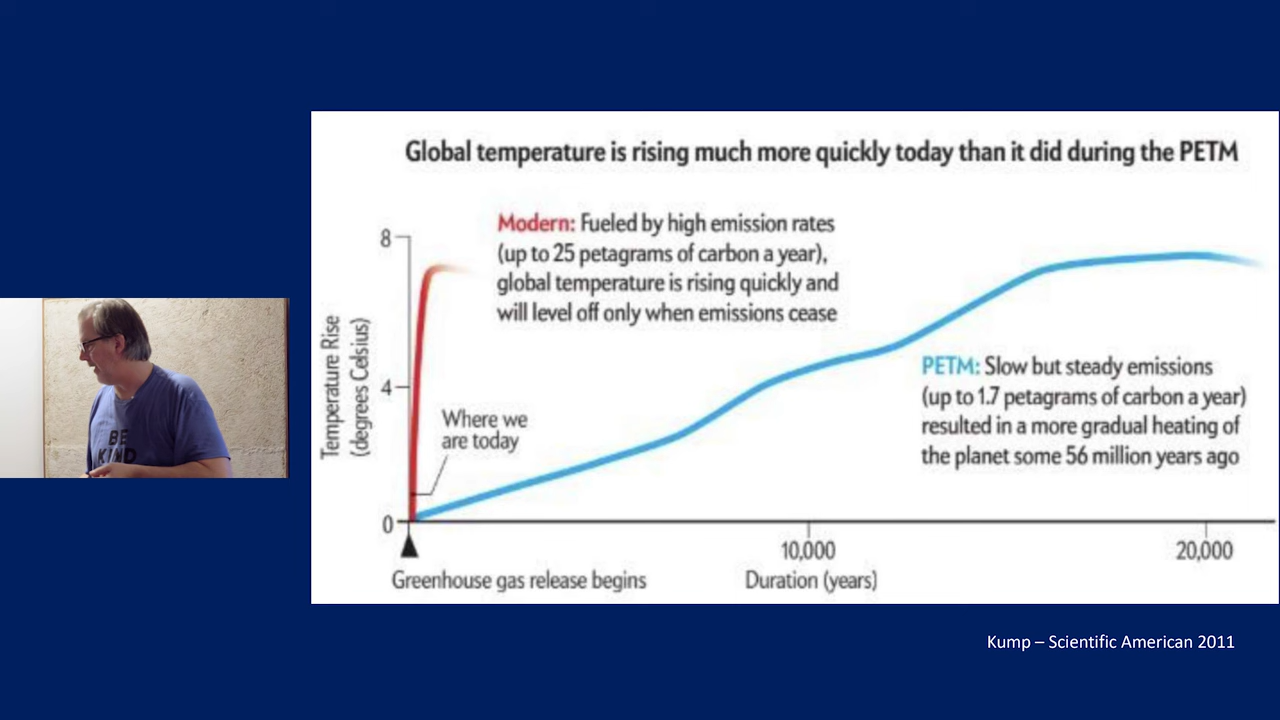 Global temperature is rising much more quickly today than it did during the PETM
Modern: Fueled by high emission rates
(up to 25 petagrams of carbon a year),
global temperature is rising quickly and
will level off only when emissions cease
8
4
0
Temperature Rise
(degrees Celsius)
Where we
are today
PETM: Slow but steady emissions
(up to 1.7 petagrams of carbon a year)
resulted in a more gradual heating of
the planet some 56 million years ago
10,000
20,000
Greenhouse gas release begins
Duration (years)
BE
KIND
Kump – Scientific American 2011